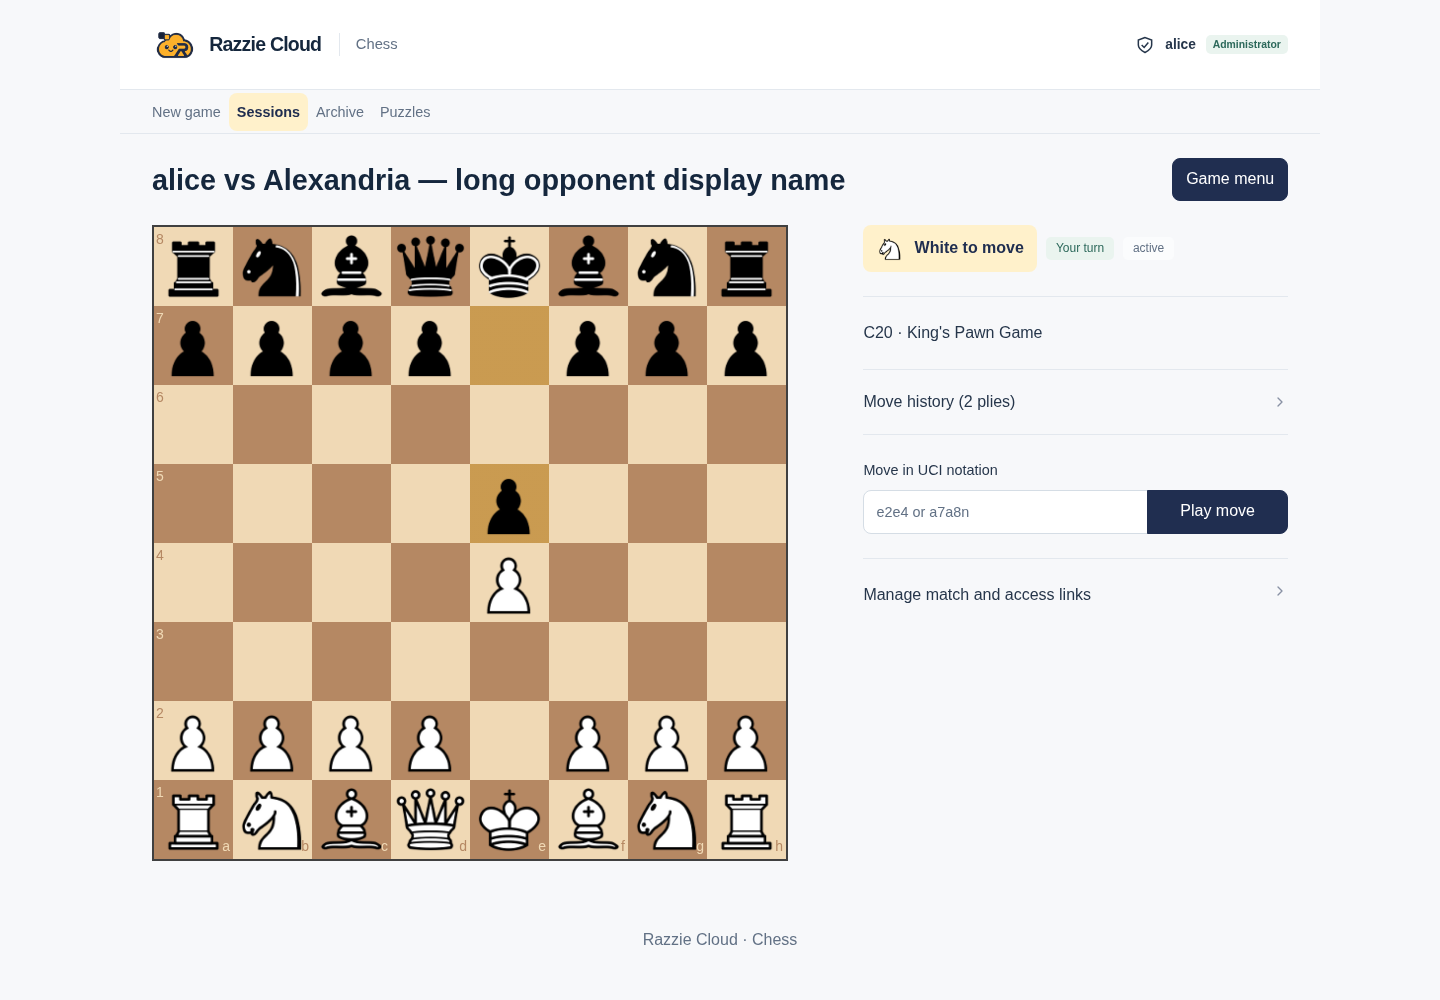 Razzie Cloud
Chess
alice
Administrator
New game
Sessions
Archive
Puzzles
alice vs Alexandria — long opponent display name
Game menu
8
7
6
5
4
3
2
1
a
b
c
d
e
f
g
h
White to move
Your turn
active
C20 · King's Pawn Game
Move history (2 plies)
Move in UCI notation
e2e4 or a7a8n
Play move
Manage match and access links
Razzie Cloud · Chess